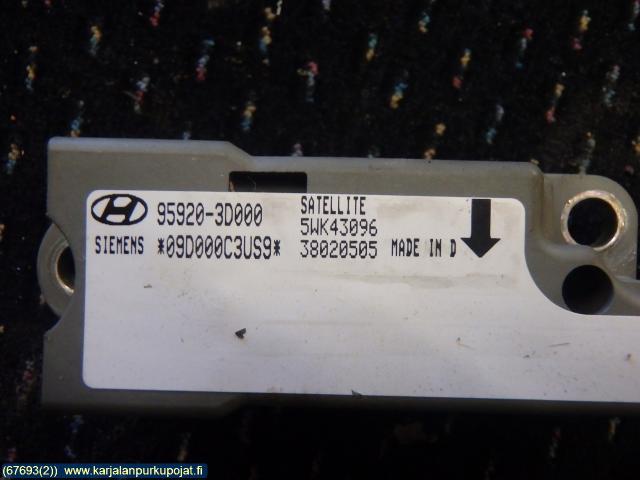 95920-3D000
SATELLITE
5WK43096
SIEMENS *09D000C3US9* 38020505 MADE IN D
(67693(2)) www.karjalanpurkupojat.fi